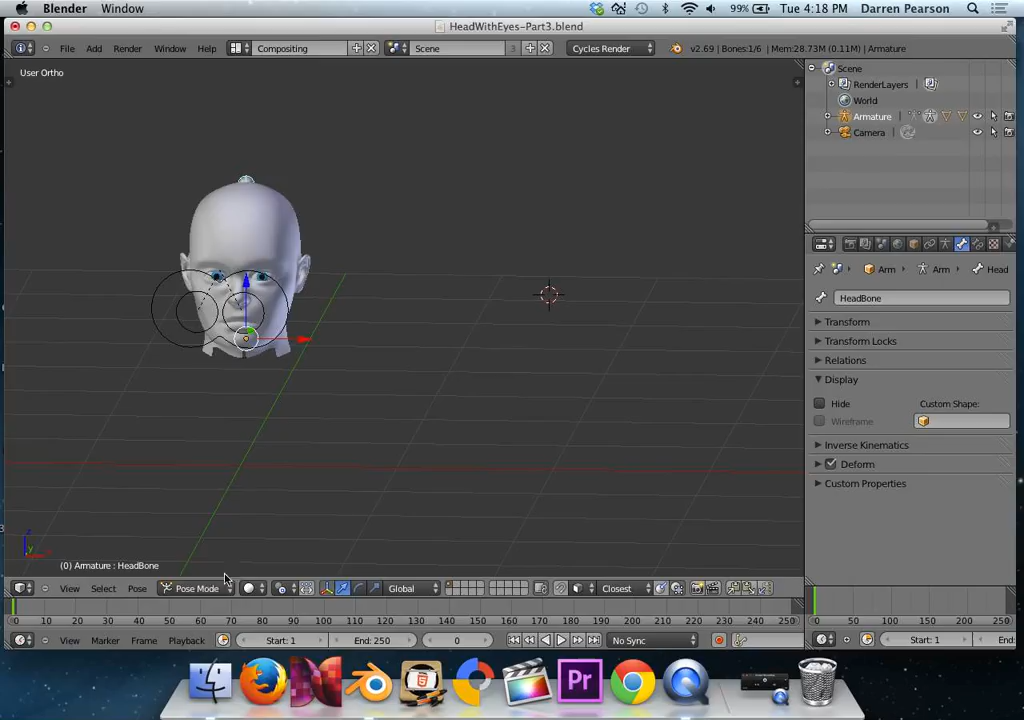 Blender Window 99% Tue 4:18 PM Darren Pearson
HeadWithEyes-Part3.blend
File Add Render Window Help Compositing Scene 3 Cycles Render v2.69 | Bones:1/6 | Mem:28.73M (0.11M) | Armature
User Ortho
Scene
RenderLayers
World
Armature
Camera
Arm Arm Head
HeadBone
Transform
Transform Locks
Relations
Display
Hide Custom Shape:
Wireframe
Inverse Kinematics
Deform
Custom Properties
(0) Armature : HeadBone
View Select Pose Pose Mode Global Closest
0 10 20 30 40 50 60 70 80 90 100 110 120 130 140 150 160 170 180 190 200 210 220 230 240 250
0 50 100 150 200 250
View Marker Frame Playback Start: 1 End: 250 0 No Sync
Start: 1 En:
Pr